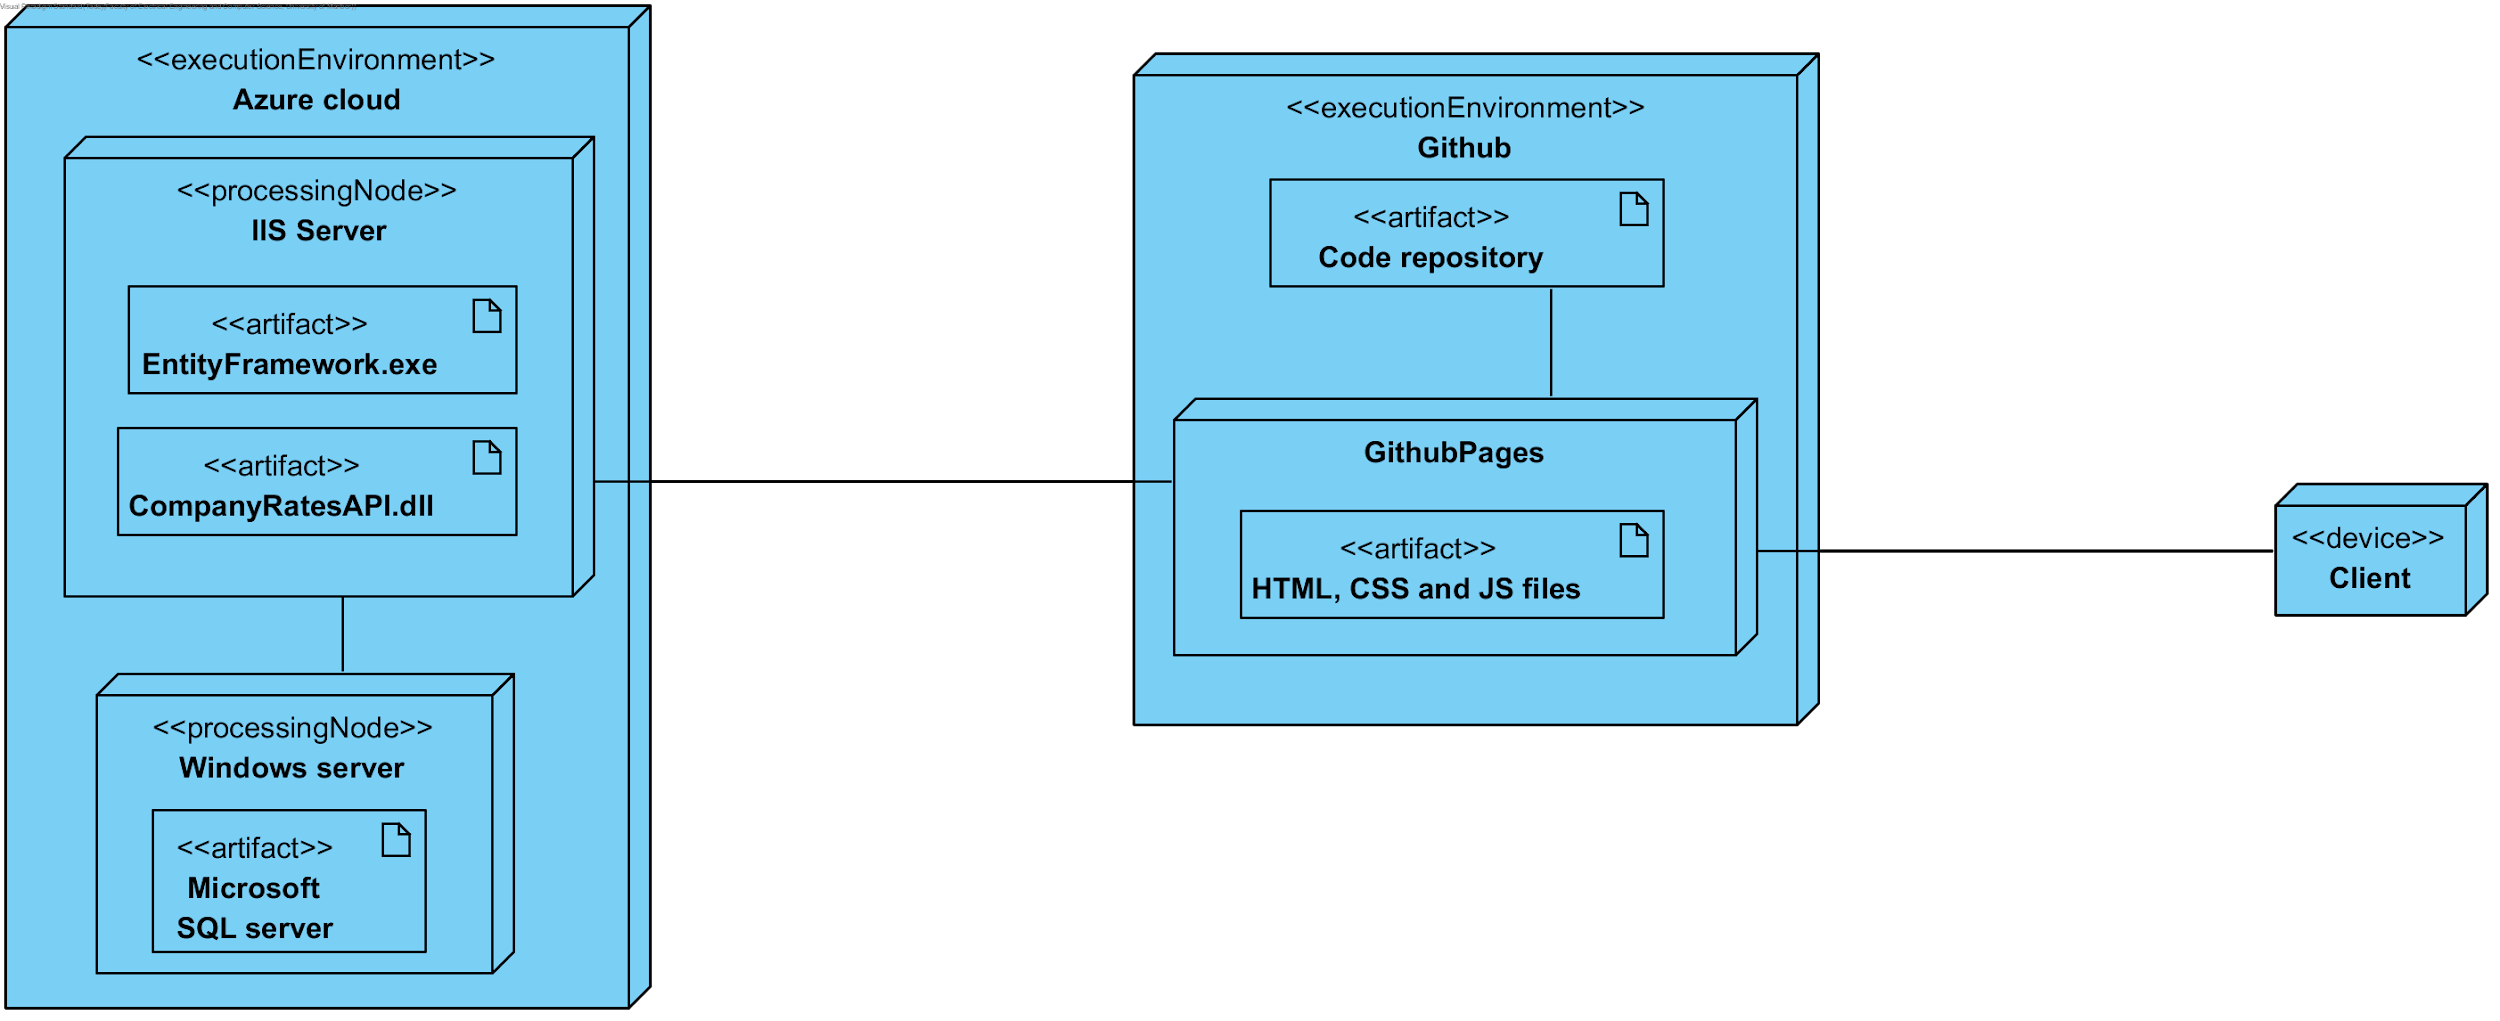 <<executionEnvironment>>
Azure cloud
<<processingNode>>
IIS Server
<<artifact>>
EntityFramework.exe
<<artifact>>
CompanyRatesAPI.dll
<<processingNode>>
Windows server
<<artifact>>
Microsoft
SQL server
<<executionEnvironment>>
Github
<<artifact>>
Code repository
GithubPages
<<artifact>>
HTML, CSS and JS files
<<device>>
Client